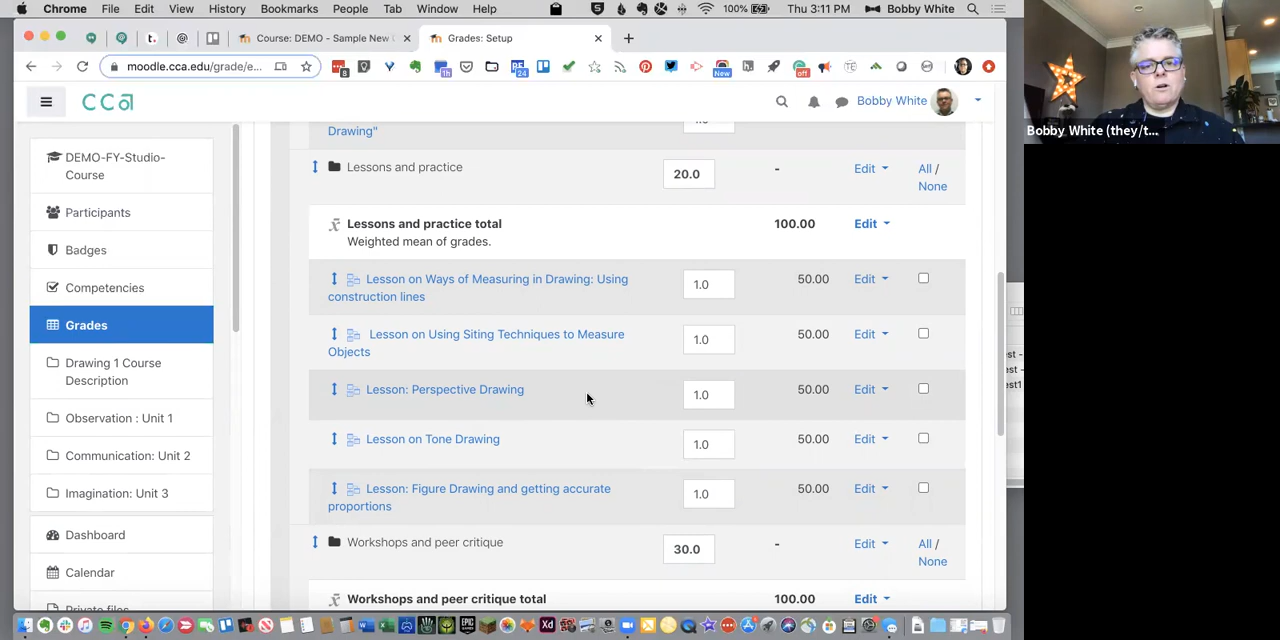 Chrome File Edit View History Bookmarks People Tab Window Help 100% Thu 3:11 PM Bobby White
Course: DEMO - Sample New Grades: Setup
moodle.cca.edu/grade/e...
CCa Bobby White
DEMO-FY-Studio-
Course
Participants
Badges
Competencies
Grades
Drawing 1 Course
Description
Observation : Unit 1
Communication: Unit 2
Imagination: Unit 3
Dashboard
Calendar
Private files
Drawing"
Lessons and practice 20.0 - Edit All /
None
Lessons and practice total 100.00 Edit
Weighted mean of grades.
Lesson on Ways of Measuring in Drawing: Using 1.0 50.00 Edit
construction lines
Lesson on Using Siting Techniques to Measure 1.0 50.00 Edit
Objects
Lesson: Perspective Drawing 1.0 50.00 Edit
Lesson on Tone Drawing 1.0 50.00 Edit
Lesson: Figure Drawing and getting accurate 1.0 50.00 Edit
proportions
Workshops and peer critique 30.0 - Edit All /
None
Workshops and peer critique total 100.00 Edit
Bobby White (they/t...